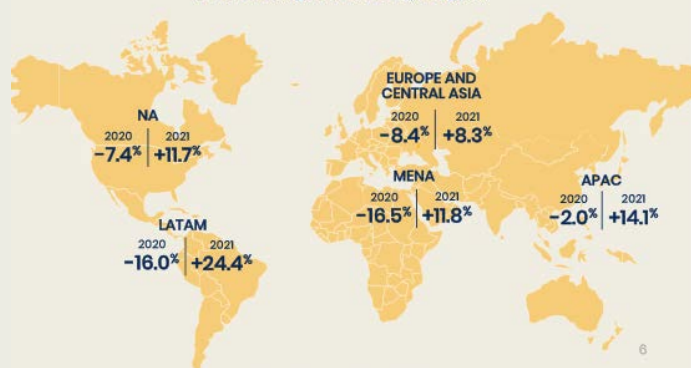 NA
2020 2021
-7.4% +11.7%
LATAM
2020 2021
-16.0% +24.4%
EUROPE AND
CENTRAL ASIA
2020 2021
-8.4% +8.3%
MENA
2020 2021
-16.5% +11.8%
APAC
2020 2021
-2.0% +14.1%
6